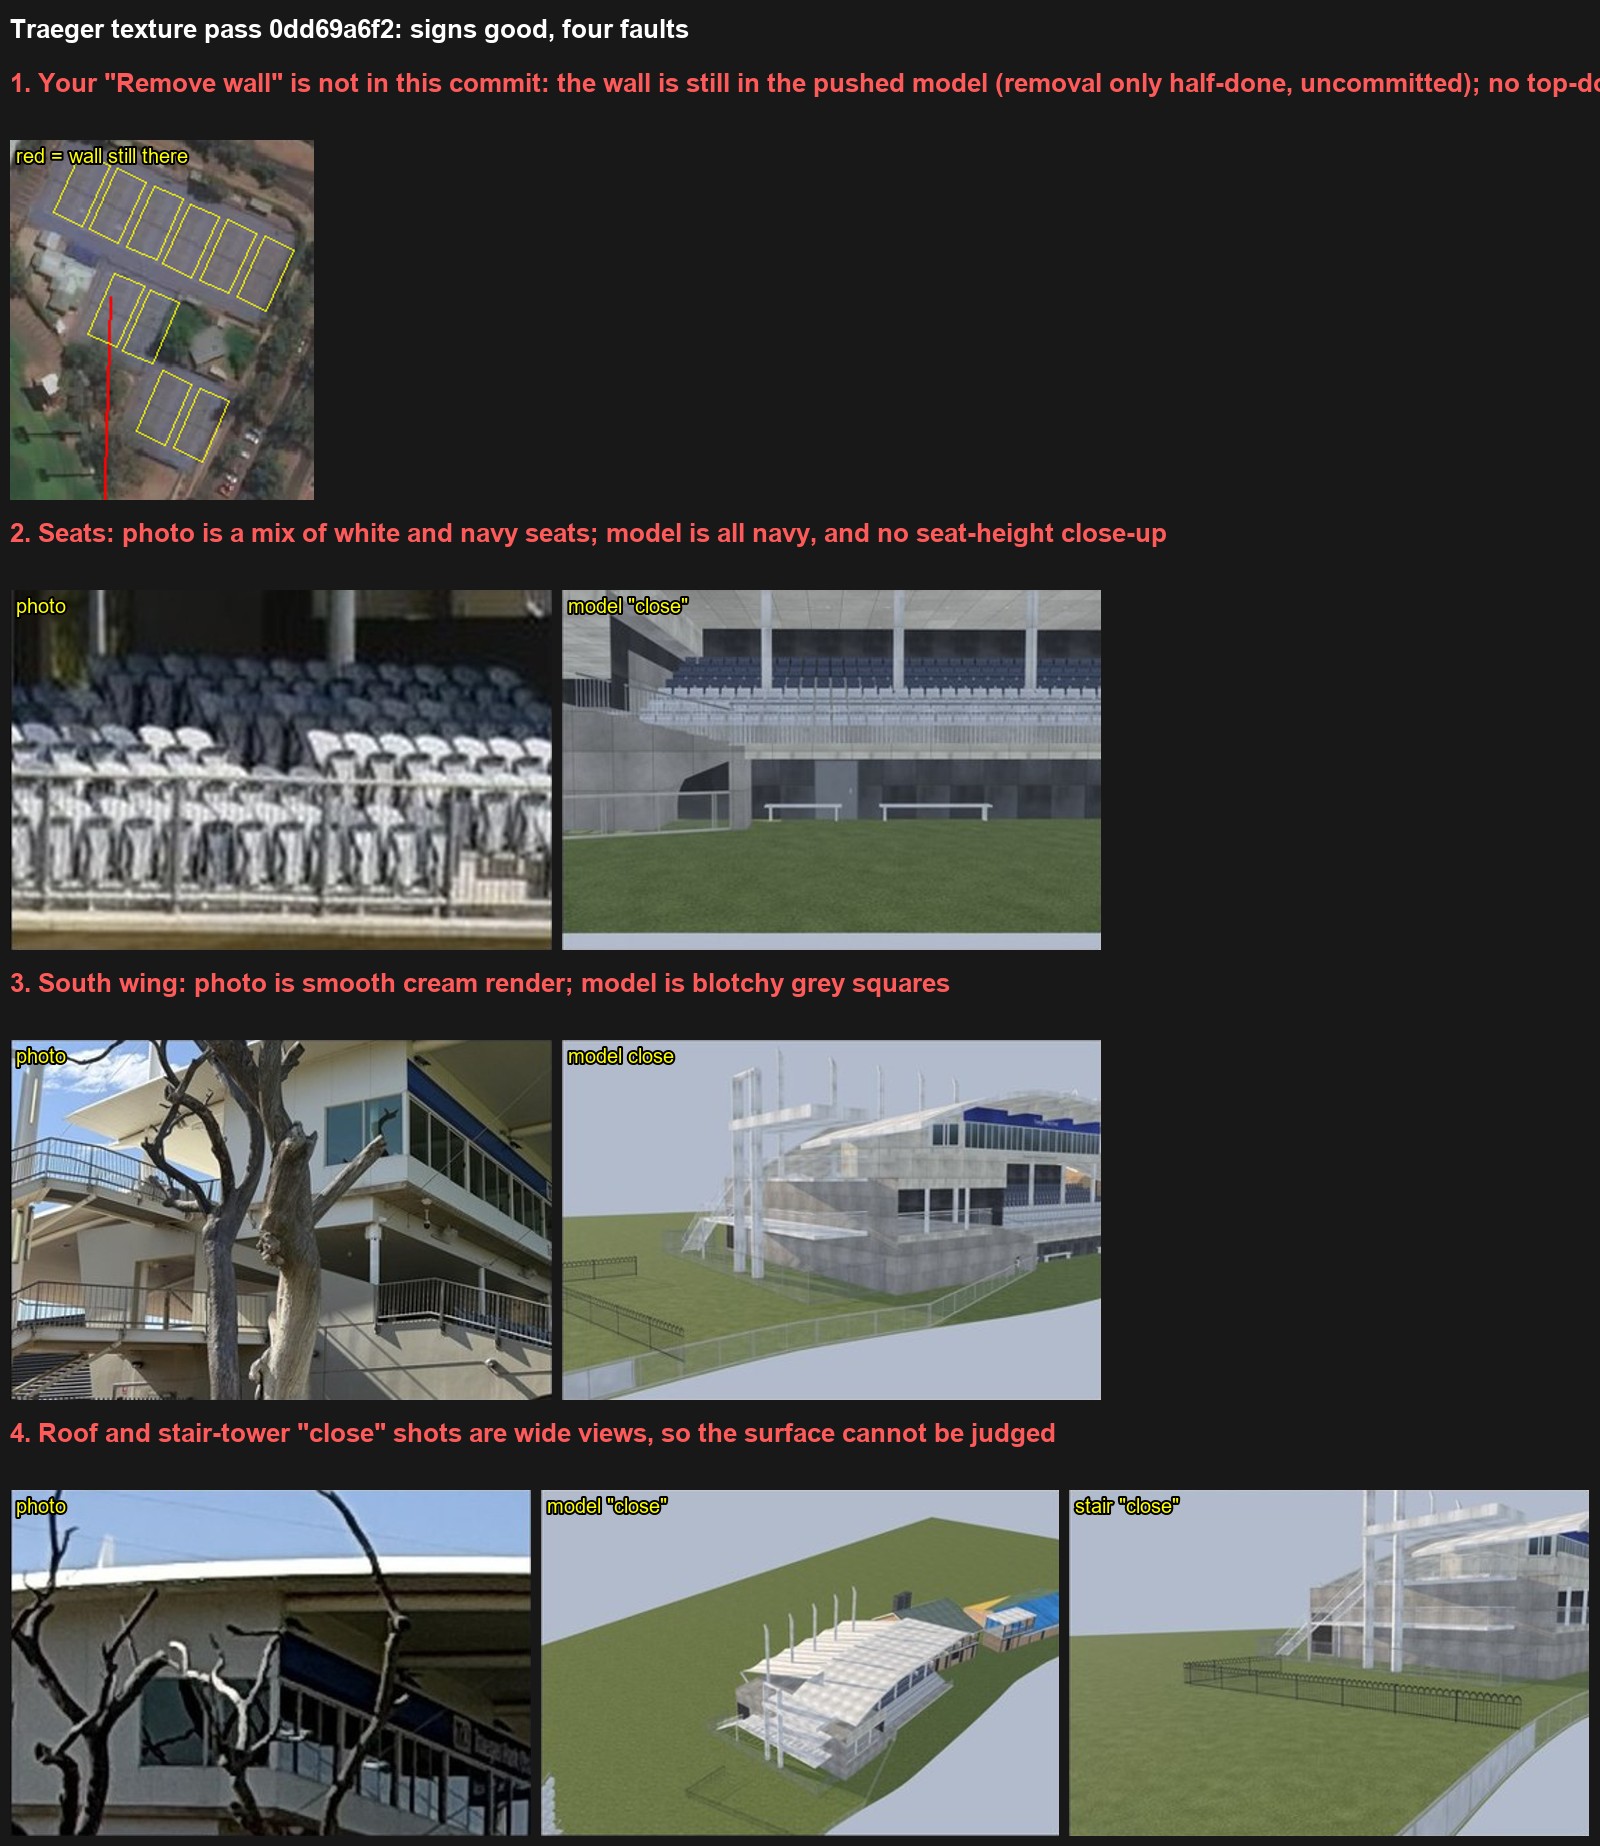 Traeger texture pass 0dd69a6f2: signs good, four faults
1. Your "Remove wall" is not in this commit: the wall is still in the pushed model (removal only half-done, uncommitted); no
red = wall still there
2. Seats: photo is a mix of white and navy seats; model is all navy, and no seat-height close-up
photo
model "close"
3. South wing: photo is smooth cream render; model is blotchy grey squares
photo
model close
4. Roof and stair-tower "close" shots are wide views, so the surface cannot be judged
photo
model "close"
stair "close"